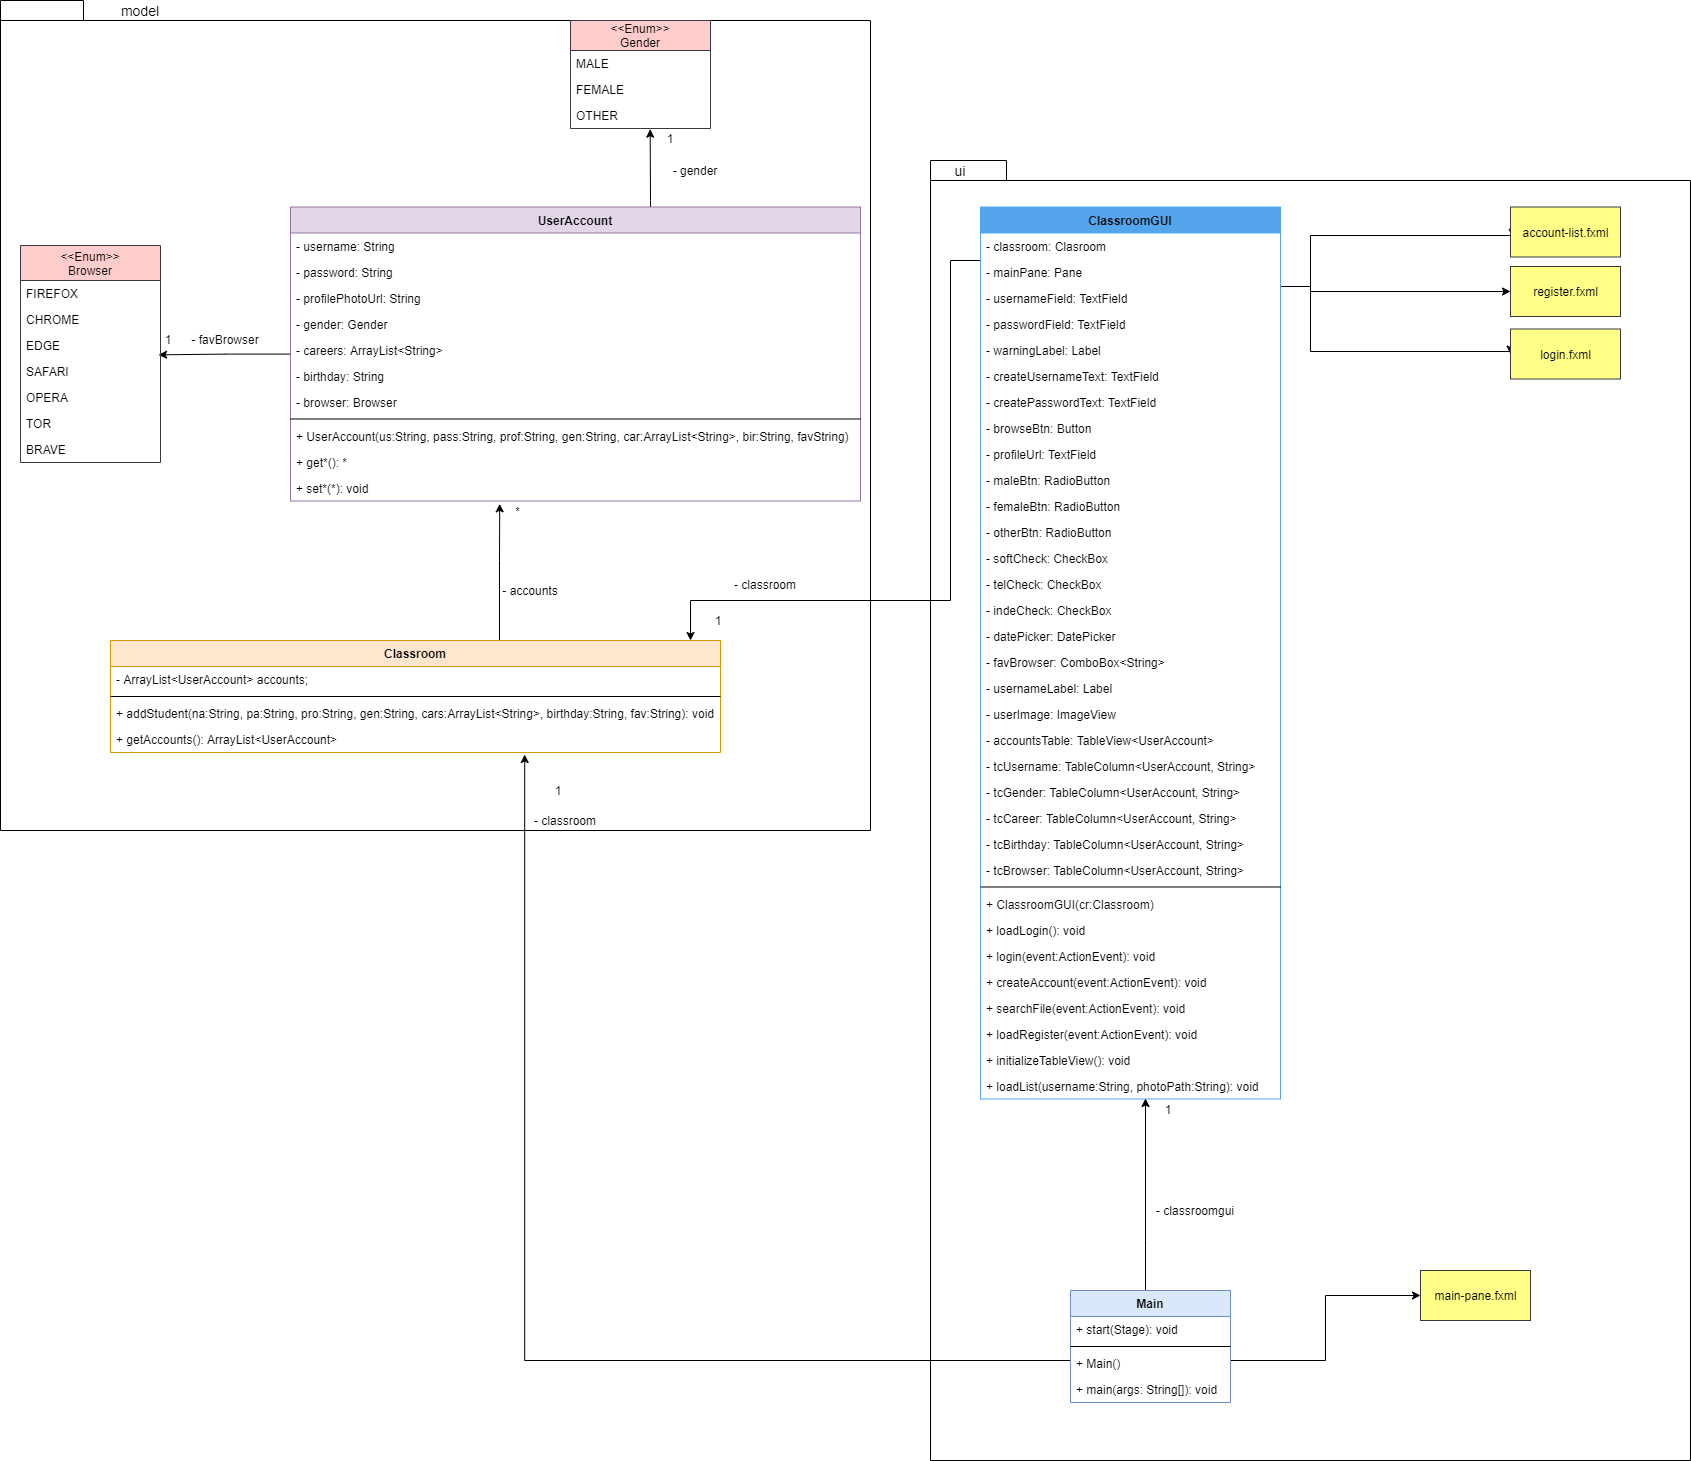 model
<<Enum>>
Gender
MALE
FEMALE
OTHER
1
- gender
UserAccount
- username: String
- password: String
- profilePhotoUrl: String
- gender: Gender
- careers: ArrayList<String>
- birthday: String
- browser: Browser
+ UserAccount(us:String, pass:String, prof:String, gen:String, car:ArrayList<String>, bir:String, favString)
+ get*(): *
+ set*(*): void
<<Enum>>
Browser
FIREFOX
CHROME
EDGE
SAFARI
OPERA
TOR
BRAVE
1
- favBrowser
*
- accounts
- classroom
1
Classroom
- ArrayList<UserAccount> accounts;
+ addStudent(na:String, pa:String, pro:String, gen:String, cars:ArrayList<String>, birthday:String, fav:String): void
+ getAccounts(): ArrayList<UserAccount>
1
- classroom
ui
ClassroomGUI
- classroom: Clasroom
- mainPane: Pane
- usernameField: TextField
- passwordField: TextField
- warningLabel: Label
- createUsernameText: TextField
- createPasswordText: TextField
- browseBtn: Button
- profileUrl: TextField
- maleBtn: RadioButton
- femaleBtn: RadioButton
- otherBtn: RadioButton
- softCheck: CheckBox
- telCheck: CheckBox
- indeCheck: CheckBox
- datePicker: DatePicker
- favBrowser: ComboBox<String>
- usernameLabel: Label
- userImage: ImageView
- accountsTable: TableView<UserAccount>
- tcUsername: TableColumn<UserAccount, String>
- tcGender: TableColumn<UserAccount, String>
- tcCareer: TableColumn<UserAccount, String>
- tcBirthday: TableColumn<UserAccount, String>
- tcBrowser: TableColumn<UserAccount, String>
+ ClassroomGUI(cr:Classroom)
+ loadLogin(): void
+ login(event:ActionEvent): void
+ createAccount(event:ActionEvent): void
+ searchFile(event:ActionEvent): void
+ loadRegister(event:ActionEvent): void
+ initializeTableView(): void
+ loadList(username:String, photoPath:String): void
account-list.fxml
register.fxml
login.fxml
1
- classroomgui
Main
+ start(Stage): void
+ Main()
+ main(args: String[]): void
main-pane.fxml